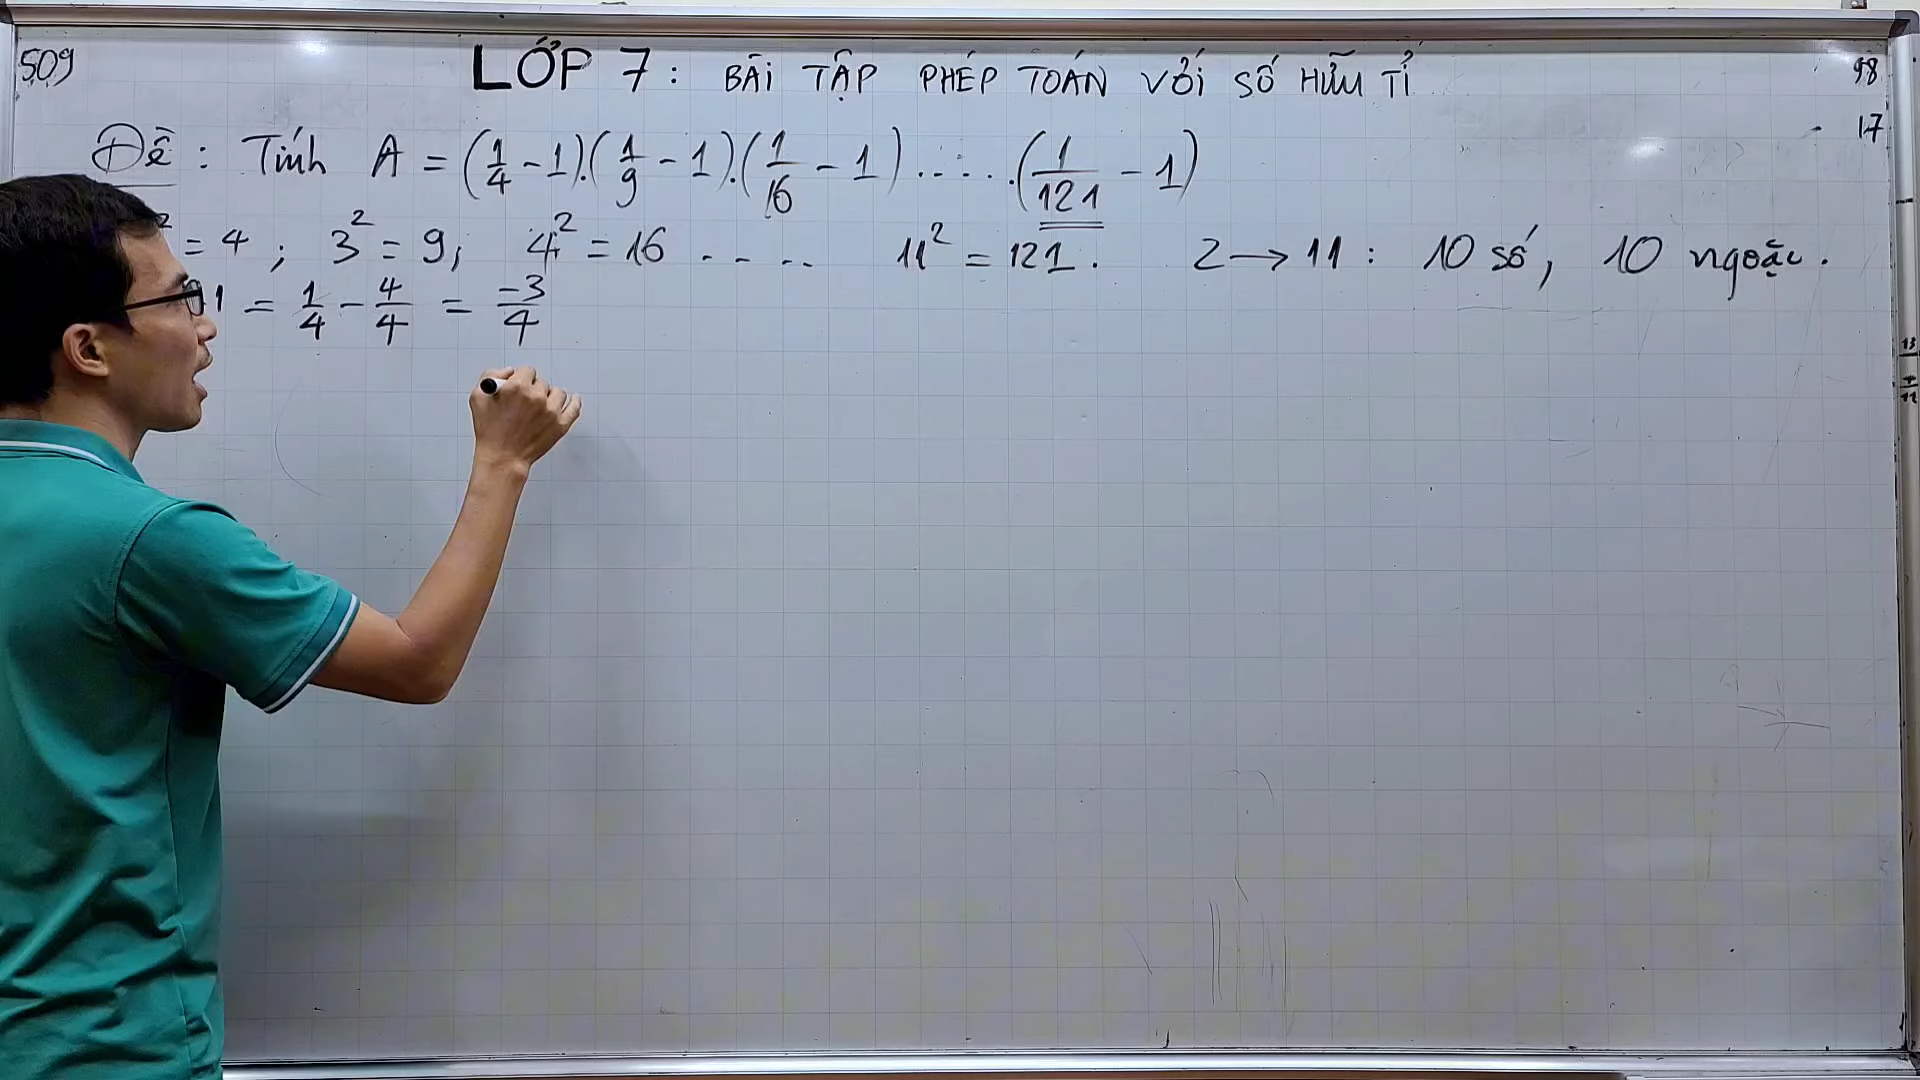 509
LỚP 7 : BÀI TẬP PHÉP TOÁN VỚI SỐ HỮU TỈ
98
17
Đề : Tính A = (1/4 - 1).(1/9 - 1).(1/16 - 1).....(1/121 - 1)
² = 4 ; 3² = 9 ; 4² = 16 ..... 11² = 121. 2 → 11 : 10 số, 10 ngoặc.
1 = 1/4 - 4/4 = -3/4